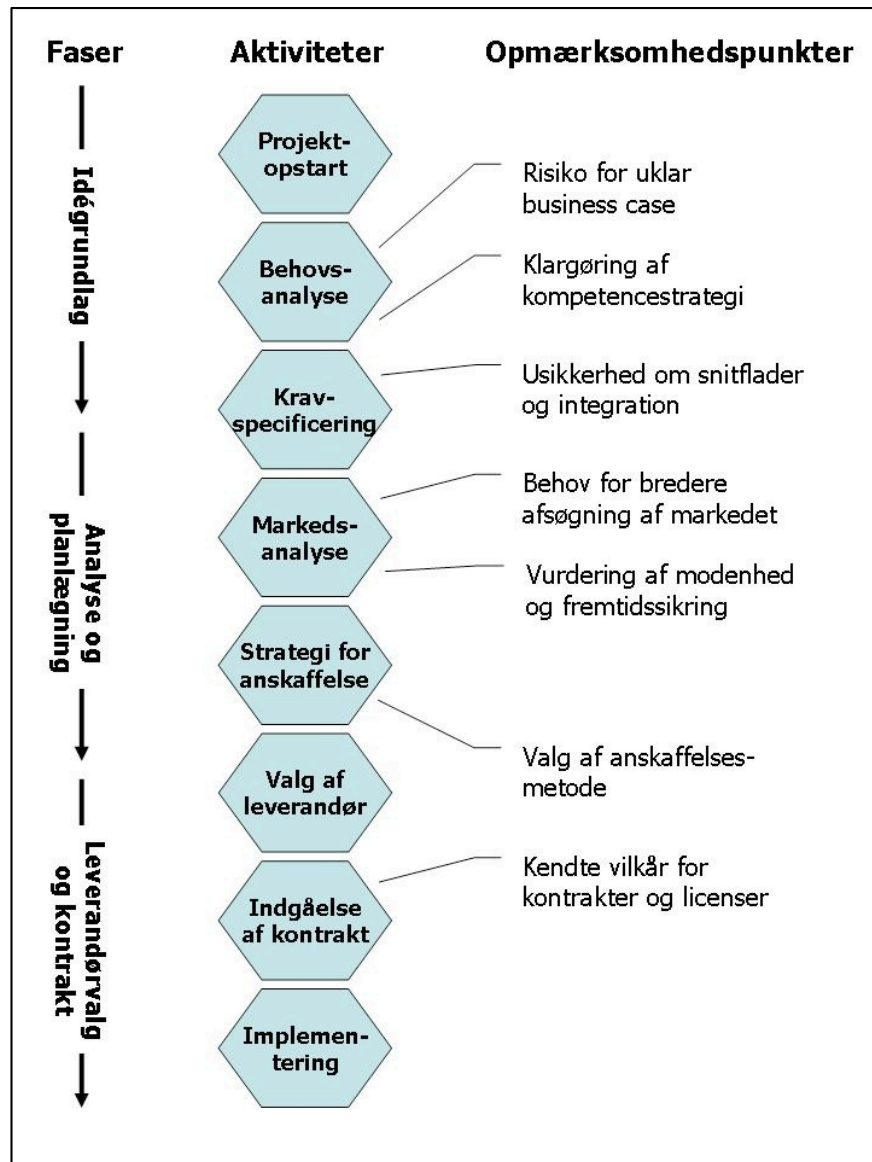 Faser
Aktiviteter
Opmærksomhedspunkter
Idégrundlag
Analyse og
planlægning
Leverandørvalg
og kontrakt
Projekt-
opstart
Behovs-
analyse
Krav-
specificering
Markeds-
analyse
Strategi for
anskaffelse
Valg af
leverandør
Indgåelse
af kontrakt
Implemen-
tering
Risiko for uklar
business case
Klargøring af
kompetencestrategi
Usikkerhed om snitflader
og integration
Behov for bredere
afsøgning af markedet
Vurdering af modenhed
og fremtidssikring
Valg af anskaffelses-
metode
Kendte vilkår for
kontrakter og licenser